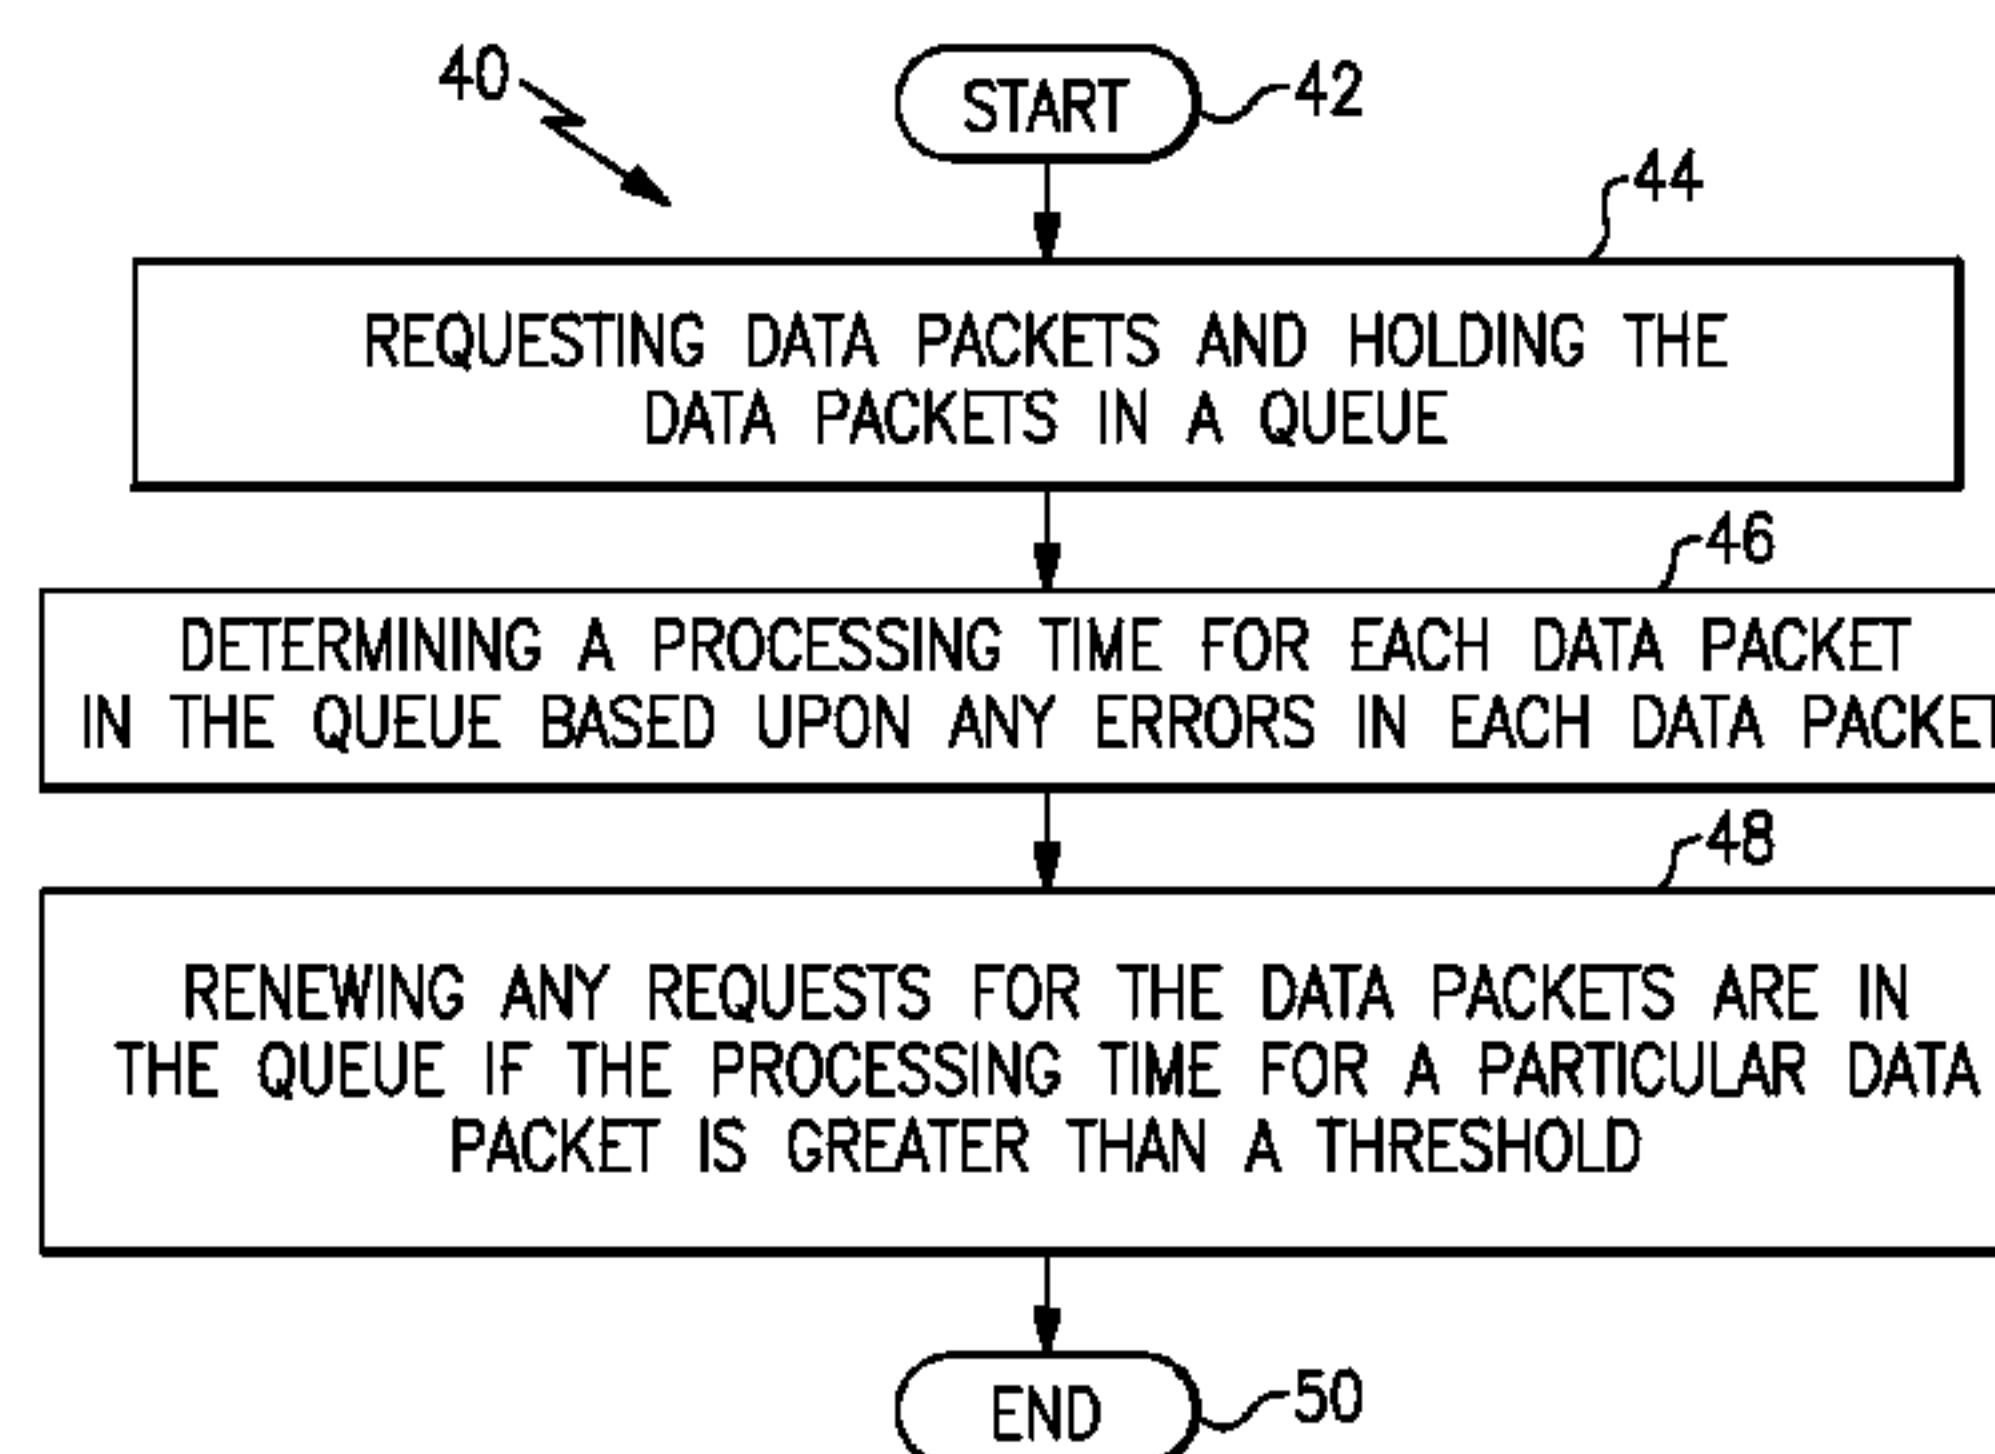 40
START
42
44
REQUESTING DATA PACKETS AND HOLDING THE
DATA PACKETS IN A QUEUE
46
DETERMINING A PROCESSING TIME FOR EACH DATA PACKET
IN THE QUEUE BASED UPON ANY ERRORS IN EACH DATA PACKET
48
RENEWING ANY REQUESTS FOR THE DATA PACKETS ARE IN
THE QUEUE IF THE PROCESSING TIME FOR A PARTICULAR DATA
PACKET IS GREATER THAN A THRESHOLD
END
50